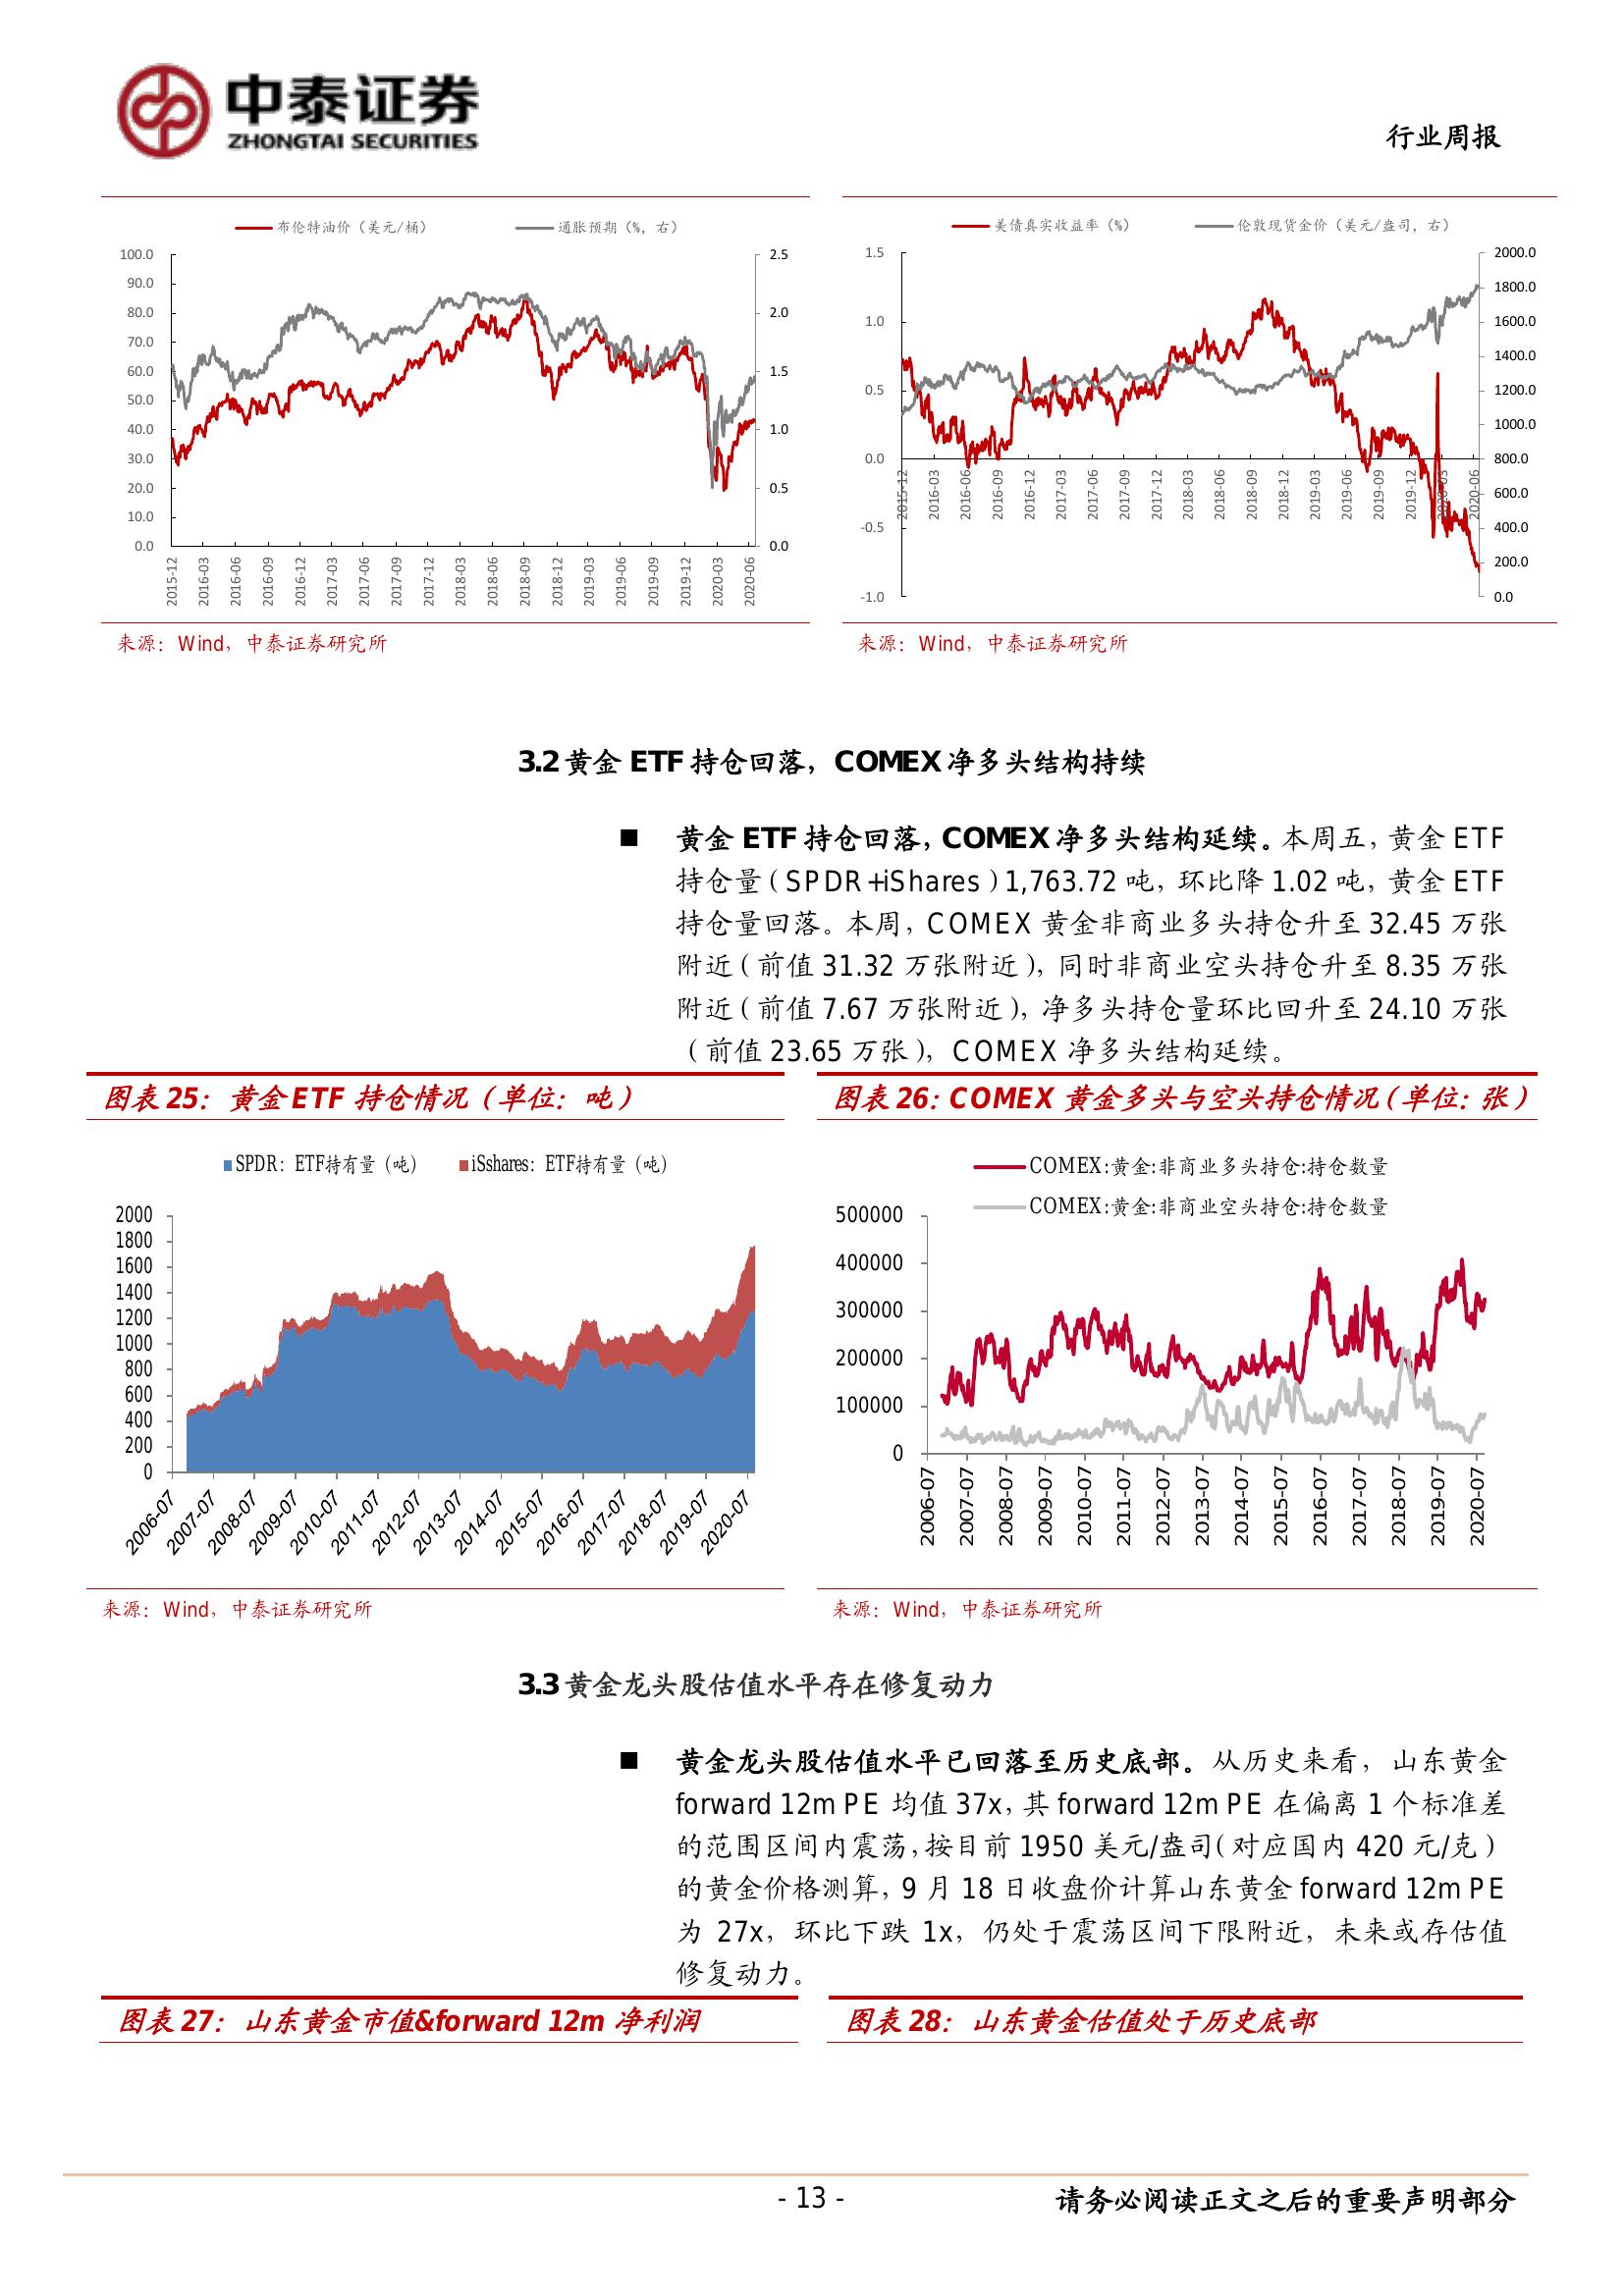 中泰证券
ZHONGTAI SECURITIES
行业周报
布伦特油价（美元/桶） 通胀预期（%，右）
100.0
90.0
80.0
70.0
60.0
50.0
40.0
30.0
20.0
10.0
0.0
2.5
2.0
1.5
1.0
0.5
0.0
2015-12 2016-03 2016-06 2016-09 2016-12 2017-03 2017-06 2017-09 2017-12 2018-03 2018-06 2018-09 2018-12 2019-03 2019-06 2019-09 2019-12 2020-03 2020-06
美债真实收益率（%） 伦敦现货金价（美元/盎司，右）
1.5
1.0
0.5
0.0
-0.5
-1.0
2000.0
1800.0
1600.0
1400.0
1200.0
1000.0
800.0
600.0
400.0
200.0
0.0
2015-12 2016-03 2016-06 2016-09 2016-12 2017-03 2017-06 2017-09 2017-12 2018-03 2018-06 2018-09 2018-12 2019-03 2019-06 2019-09 2019-12 2020-03 2020-06
来源：Wind，中泰证券研究所
来源：Wind，中泰证券研究所
3.2 黄金 ETF 持仓回落，COMEX 净多头结构持续
■ 黄金 ETF 持仓回落，COMEX 净多头结构延续。本周五，黄金 ETF
持仓量（SPDR+iShares）1,763.72 吨，环比降 1.02 吨，黄金 ETF
持仓量回落。本周，COMEX 黄金非商业多头持仓升至 32.45 万张
附近（前值 31.32 万张附近），同时非商业空头持仓升至 8.35 万张
附近（前值 7.67 万张附近），净多头持仓量环比回升至 24.10 万张
（前值 23.65 万张），COMEX 净多头结构延续。
图表 25：黄金 ETF 持仓情况（单位：吨）
图表 26：COMEX 黄金多头与空头持仓情况（单位：张）
SPDR：ETF持有量（吨） iSshares：ETF持有量（吨）
2000
1800
1600
1400
1200
1000
800
600
400
200
0
2006-07 2007-07 2008-07 2009-07 2010-07 2011-07 2012-07 2013-07 2014-07 2015-07 2016-07 2017-07 2018-07 2019-07 2020-07
COMEX:黄金:非商业多头持仓:持仓数量
COMEX:黄金:非商业空头持仓:持仓数量
500000
400000
300000
200000
100000
0
2006-07 2007-07 2008-07 2009-07 2010-07 2011-07 2012-07 2013-07 2014-07 2015-07 2016-07 2017-07 2018-07 2019-07 2020-07
来源：Wind，中泰证券研究所
来源：Wind，中泰证券研究所
3.3 黄金龙头股估值水平存在修复动力
■ 黄金龙头股估值水平已回落至历史底部。从历史来看，山东黄金
forward 12m PE 均值 37x，其 forward 12m PE 在偏离 1 个标准差
的范围区间内震荡，按目前 1950 美元/盎司（对应国内 420 元/克）
的黄金价格测算，9 月 18 日收盘价计算山东黄金 forward 12m PE
为 27x，环比下跌 1x，仍处于震荡区间下限附近，未来或存估值
修复动力。
图表 27：山东黄金市值&forward 12m 净利润
图表 28：山东黄金估值处于历史底部
- 13 -
请务必阅读正文之后的重要声明部分